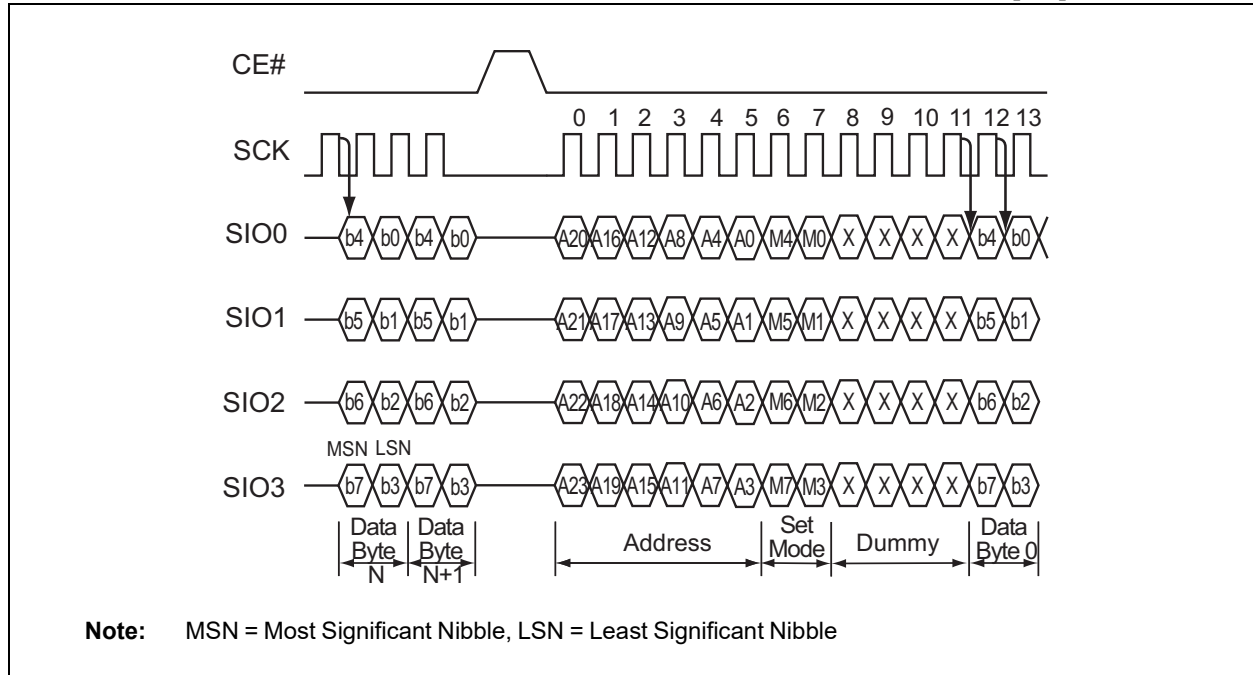 CE#
0 1 2 3 4 5 6 7 8 9 10 11 12 13
SCK
SIO0 b4 b0 b4 b0 A20 A16 A12 A8 A4 A0 M4 M0 X X X X b4 b0
SIO1 b5 b1 b5 b1 A21 A17 A13 A9 A5 A1 M5 M1 X X X X b5 b1
SIO2 b6 b2 b6 b2 A22 A18 A14 A10 A6 A2 M6 M2 X X X X b6 b2
MSN LSN
SIO3 b7 b3 b7 b3 A23 A19 A15 A11 A7 A3 M7 M3 X X X X b7 b3
Data Byte N
Data Byte N+1
Address
Set Mode
Dummy
Data Byte 0
Note: MSN = Most Significant Nibble, LSN = Least Significant Nibble